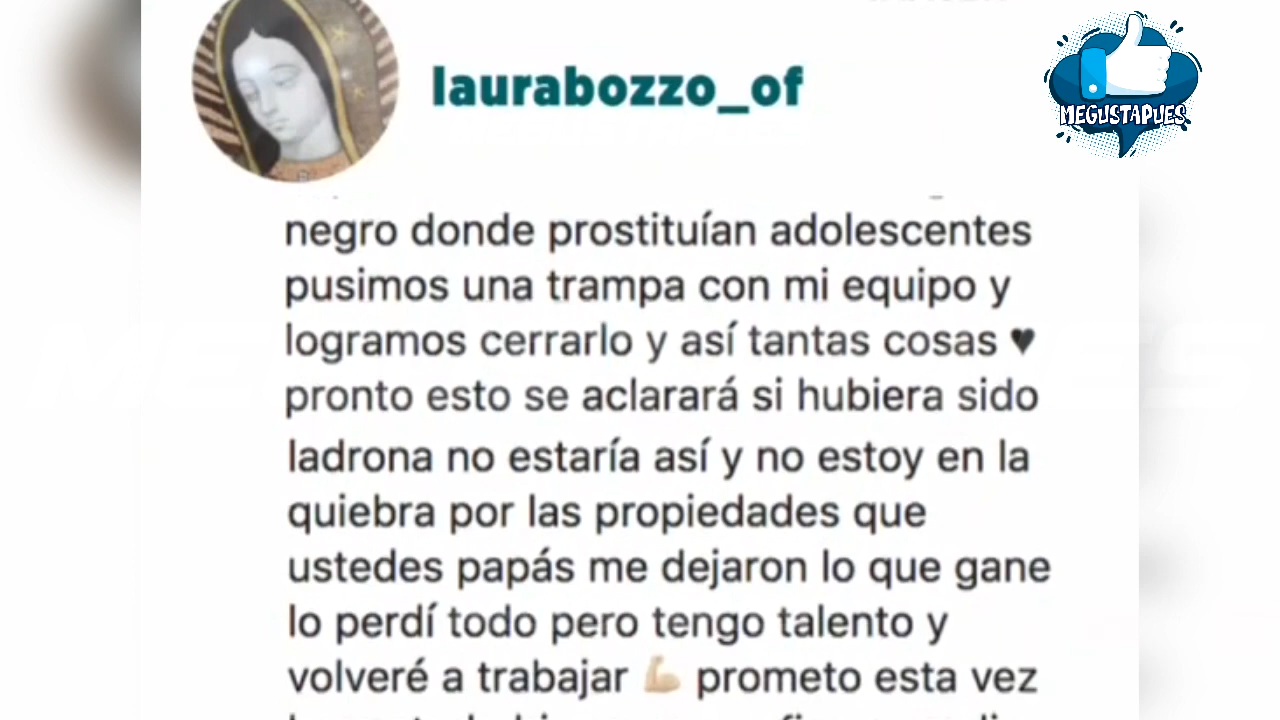 laurabozzo_of
MEGUSTAPUES
negro donde prostituían adolescentes
pusimos una trampa con mi equipo y
logramos cerrarlo y así tantas cosas ♥
pronto esto se aclarará si hubiera sido
ladrona no estaría así y no estoy en la
quiebra por las propiedades que
ustedes papás me dejaron lo que gane
lo perdí todo pero tengo talento y
volveré a trabajar 💪🏼 prometo esta vez